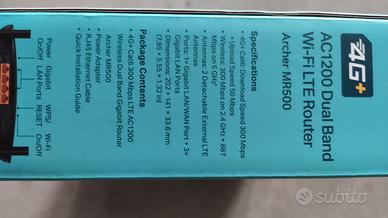 4G+
AC1200 Dual Band
Wi-Fi LTE Router
Archer MR500
Specifications
• 4G+ Cat6: Download Speed 300 Mbps
+ Upload Speed 50 Mbps
• Wireless: 300 Mbps on 2.4 GHz + 867
Mbps on 5 GHz
• Antennas: 2 Detachable External LTE
Antennas
• Ports: 1× Gigabit LAN/WAN Port + 3×
Gigabit LAN Ports
• Dimensions: 202 × 141 × 33.6 mm
(7.95 × 5.55 × 1.32 in)
Package Contents
• 4G+ Cat6 300 Mbps LTE AC1200
Wireless Dual Band Gigabit Router
Archer MR500
• Power Adapter
• RJ45 Ethernet Cable
• Quick Installation Guide
Power On/Off
Gigabit LAN Ports
WPS/ RESET
Wi-Fi On/Off
subito